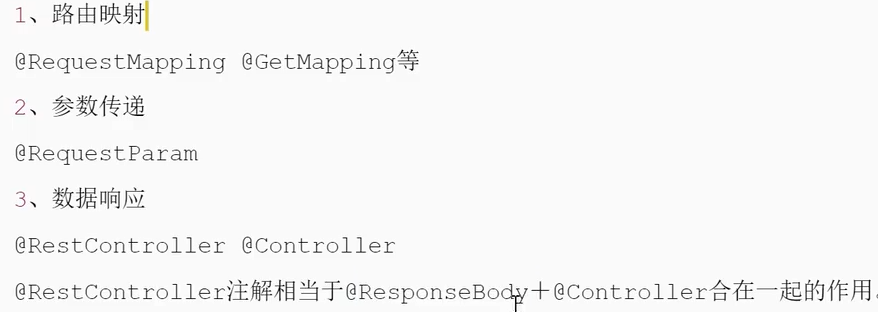 1、路由映射
@RequestMapping @GetMapping等
2、参数传递
@RequestParam
3、数据响应
@RestController @Controller
@RestController注解相当于@ResponseBody＋@Controller合在一起的作用。